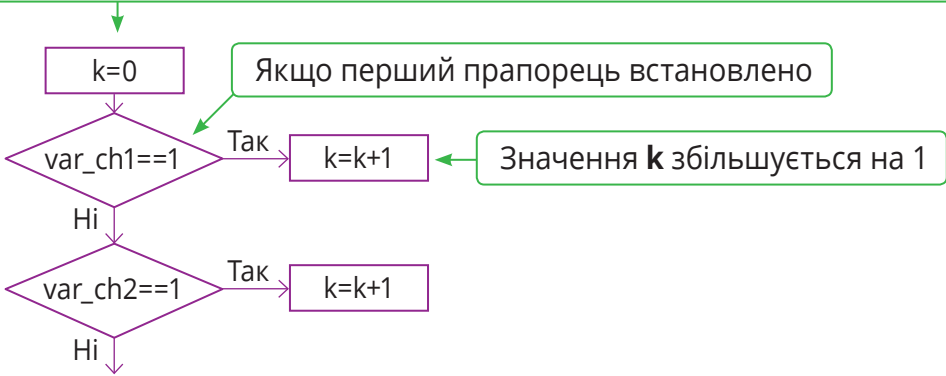 k=0
Якщо перший прапорець встановлено
var_ch1==1
Так
k=k+1
Значення k збільшується на 1
Ні
var_ch2==1
Так
k=k+1
Ні